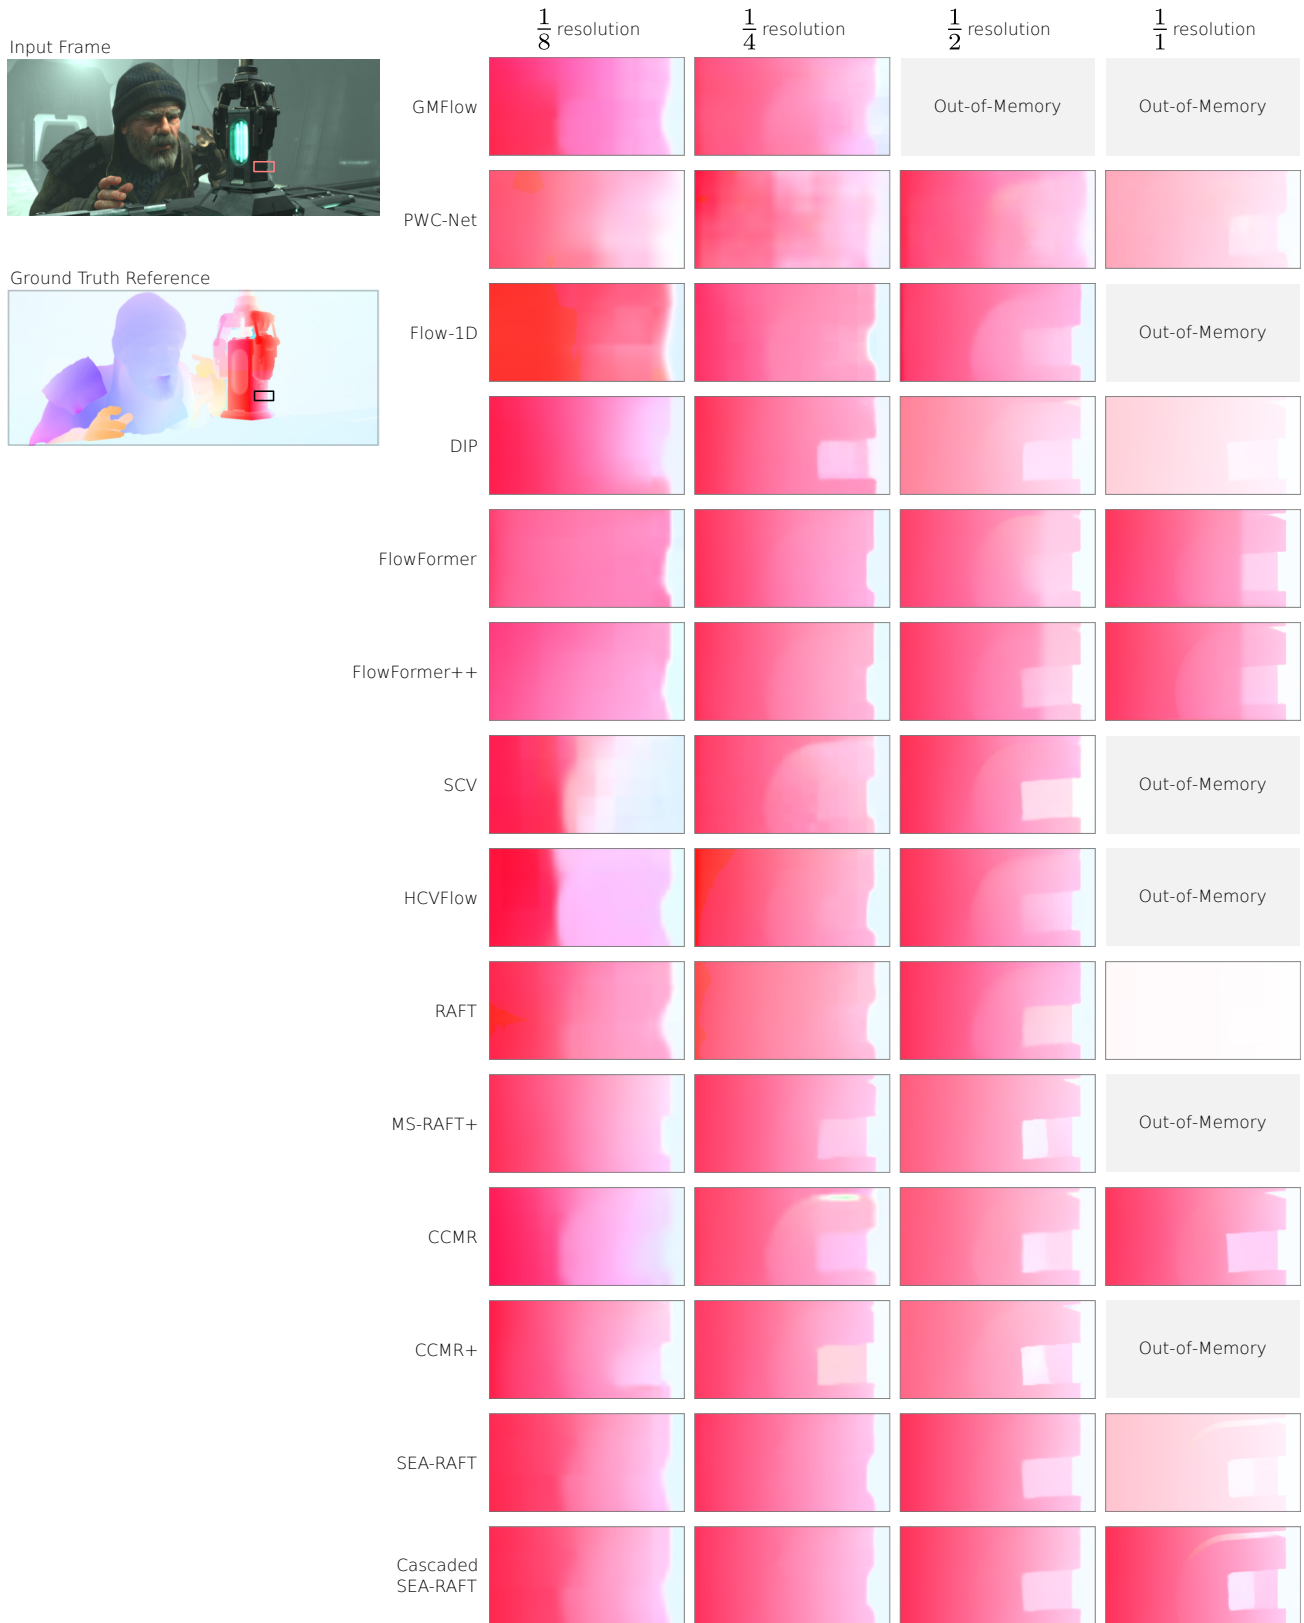 1/8 resolution 1/4 resolution 1/2 resolution 1/1 resolution
Input Frame
GMFlow Out-of-Memory Out-of-Memory
PWC-Net
Ground Truth Reference
Flow-1D Out-of-Memory
DIP
FlowFormer
FlowFormer++
SCV Out-of-Memory
HCVFlow Out-of-Memory
RAFT
MS-RAFT+ Out-of-Memory
CCMR
CCMR+ Out-of-Memory
SEA-RAFT
Cascaded
SEA-RAFT